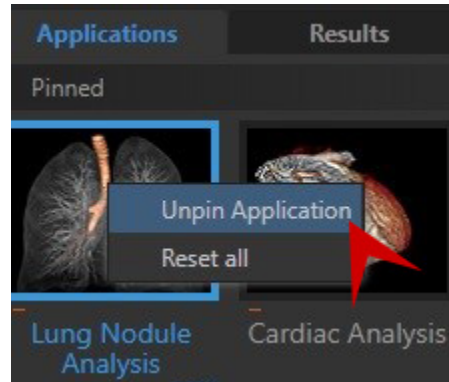 Applications Results
Pinned
Unpin Application
Reset all
Lung Nodule Cardiac Analysis
Analysis